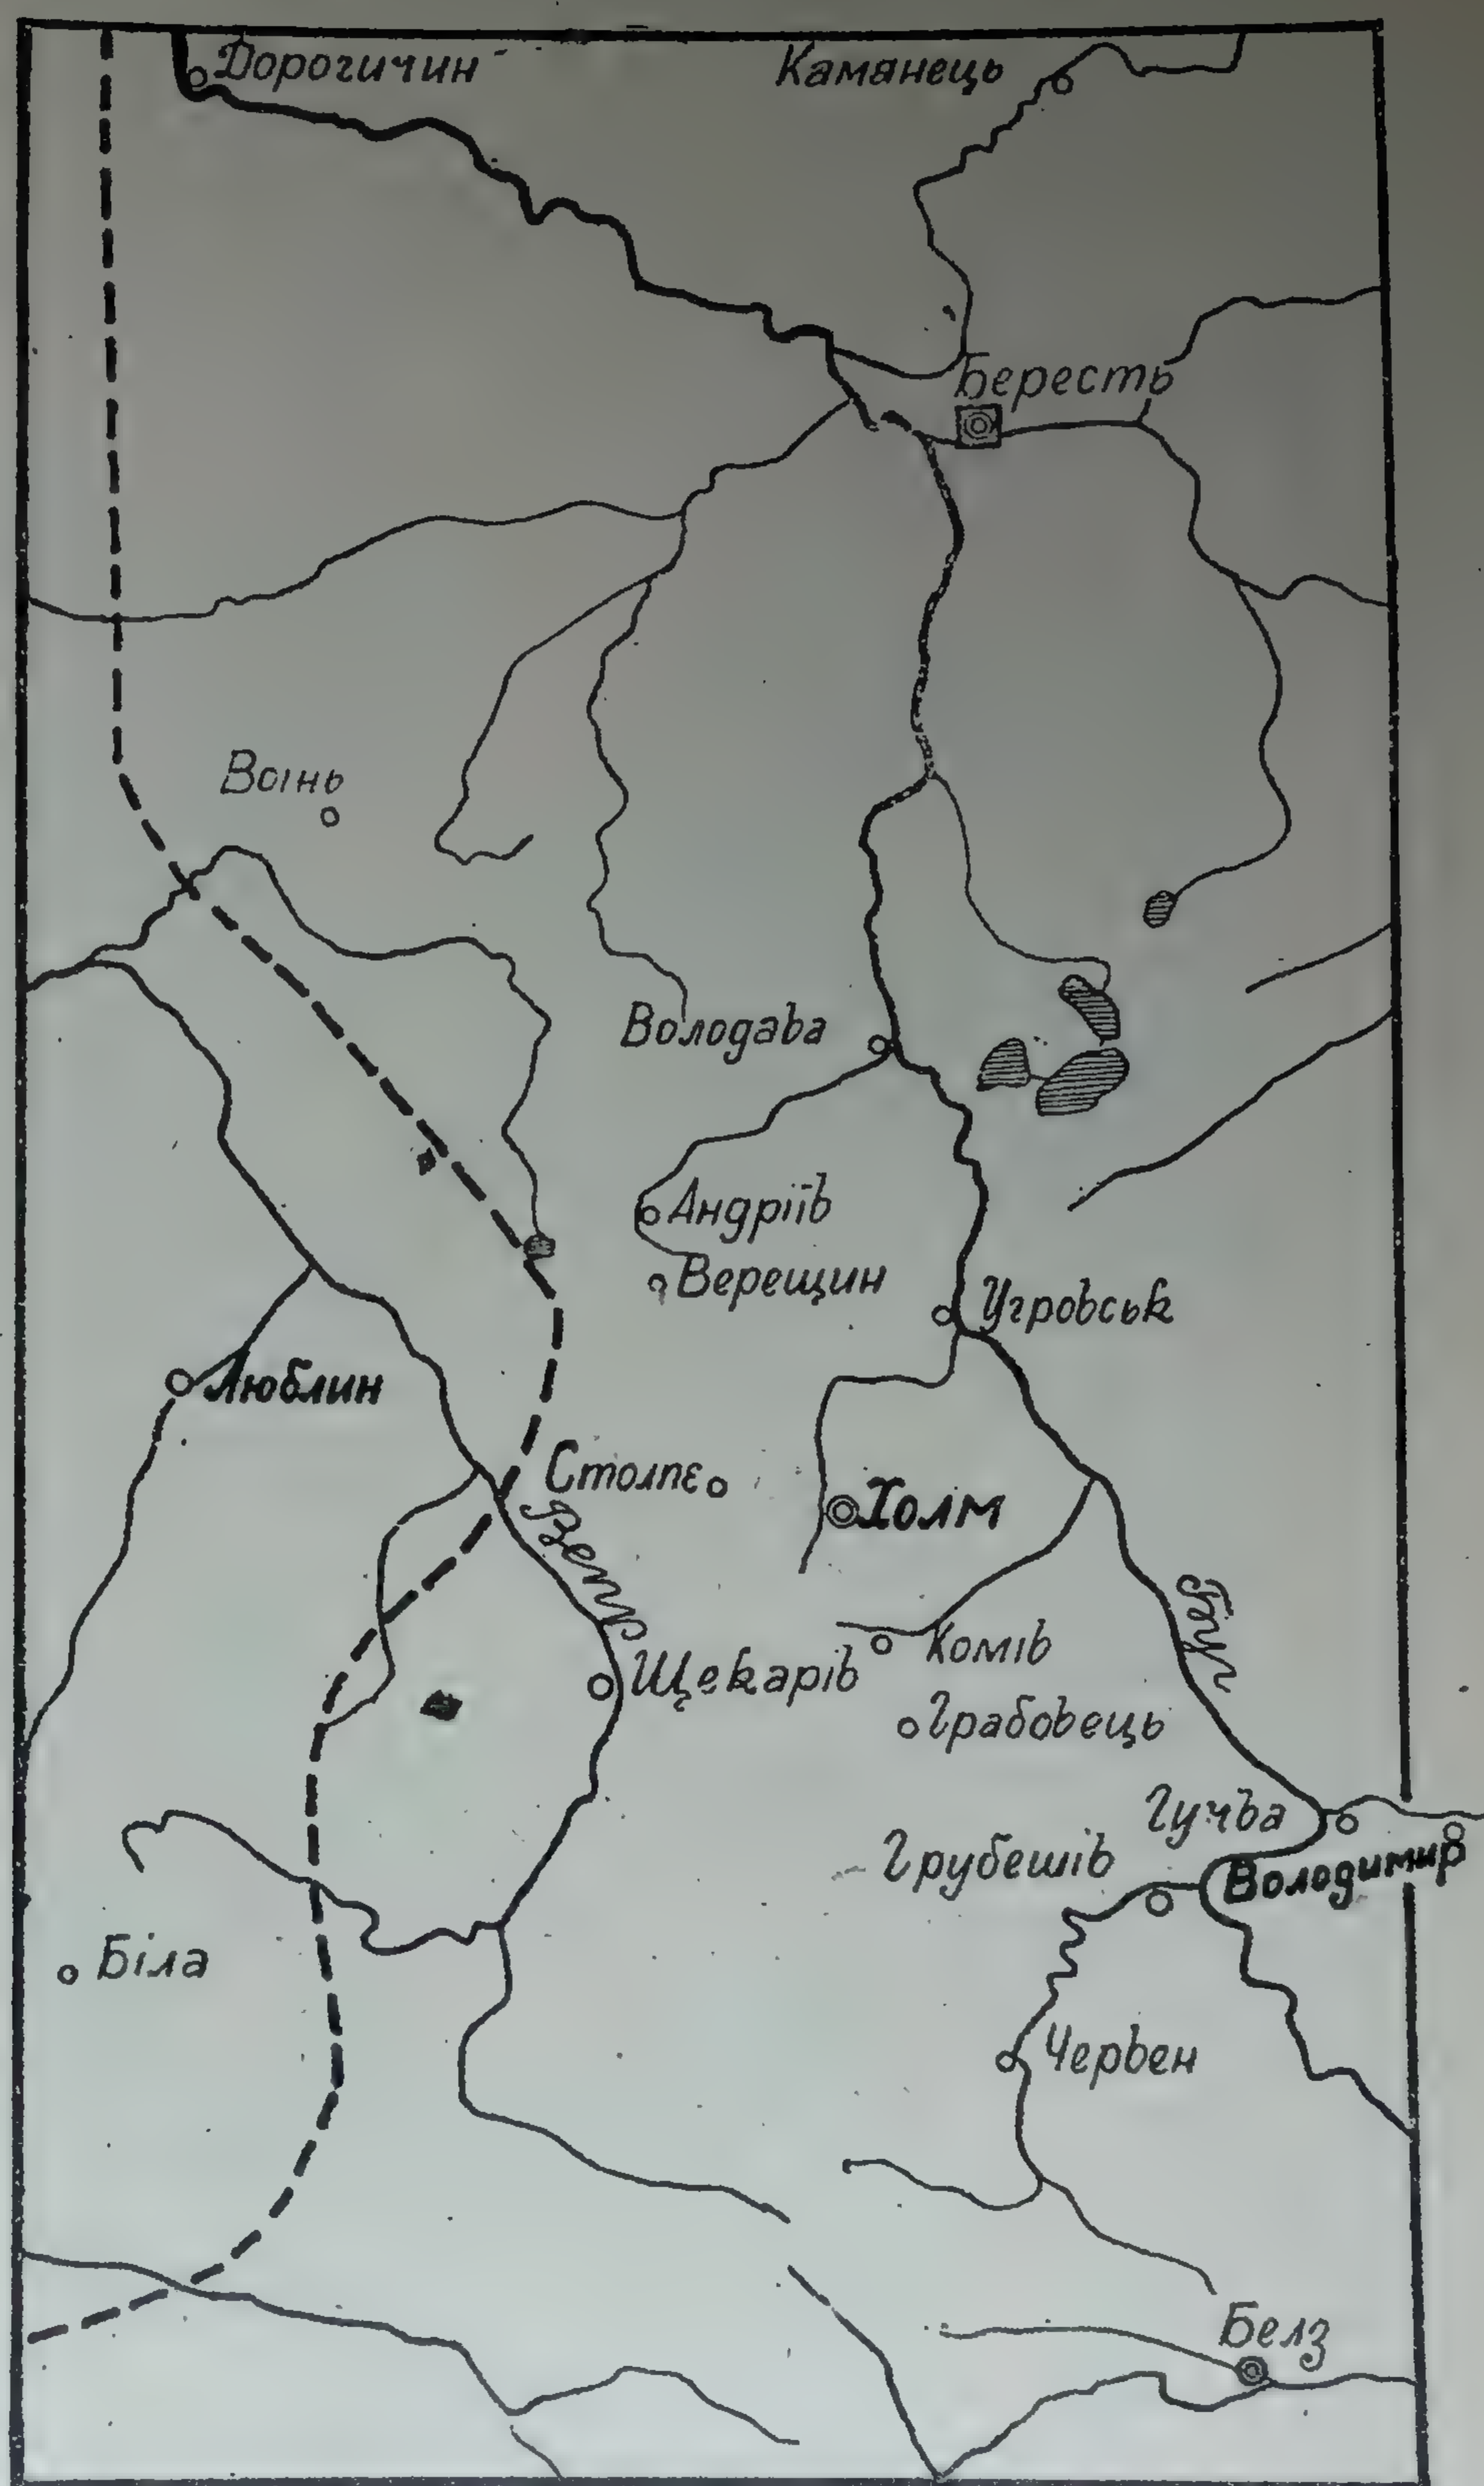 Дорогичин
Камянець
Бересть
Воінь
Володава
Андріїв
Верещин
Угровськ
Люблин
Столпє
Холм
Вепр
Буг
Комів
Щекарів
Грабовець
Гучва
Грубешів
Володимир
Біла
Червен
Белз